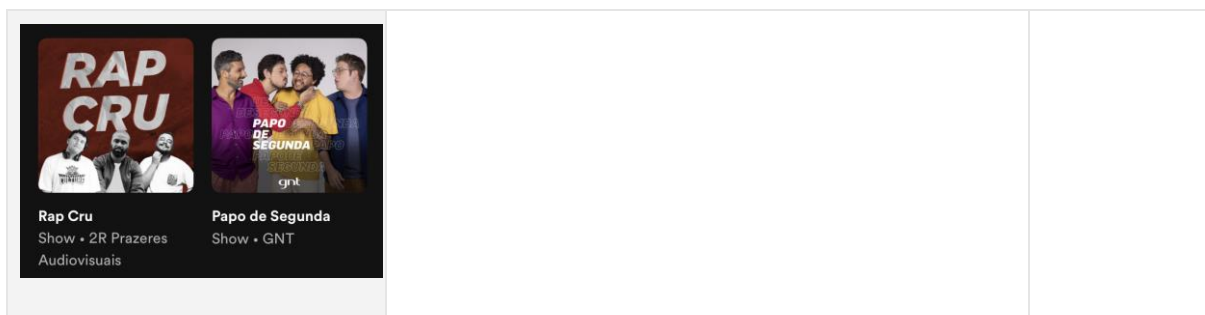 RAP
CRU
PAPO
DE
SEGUNDA
gnt
Rap Cru
Show • 2R Prazeres
Audiovisuais
Papo de Segunda
Show • GNT